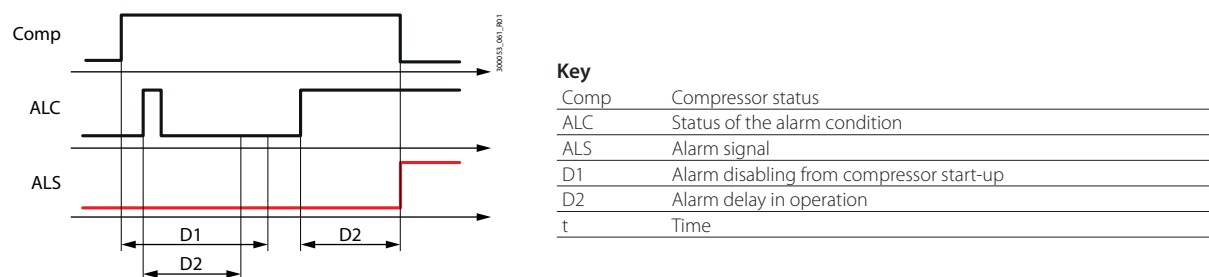 Comp
ALC
ALS
D1
D2
D2
300053_061_R01
Key
Comp Compressor status
ALC Status of the alarm condition
ALS Alarm signal
D1 Alarm disabling from compressor start-up
D2 Alarm delay in operation
t Time